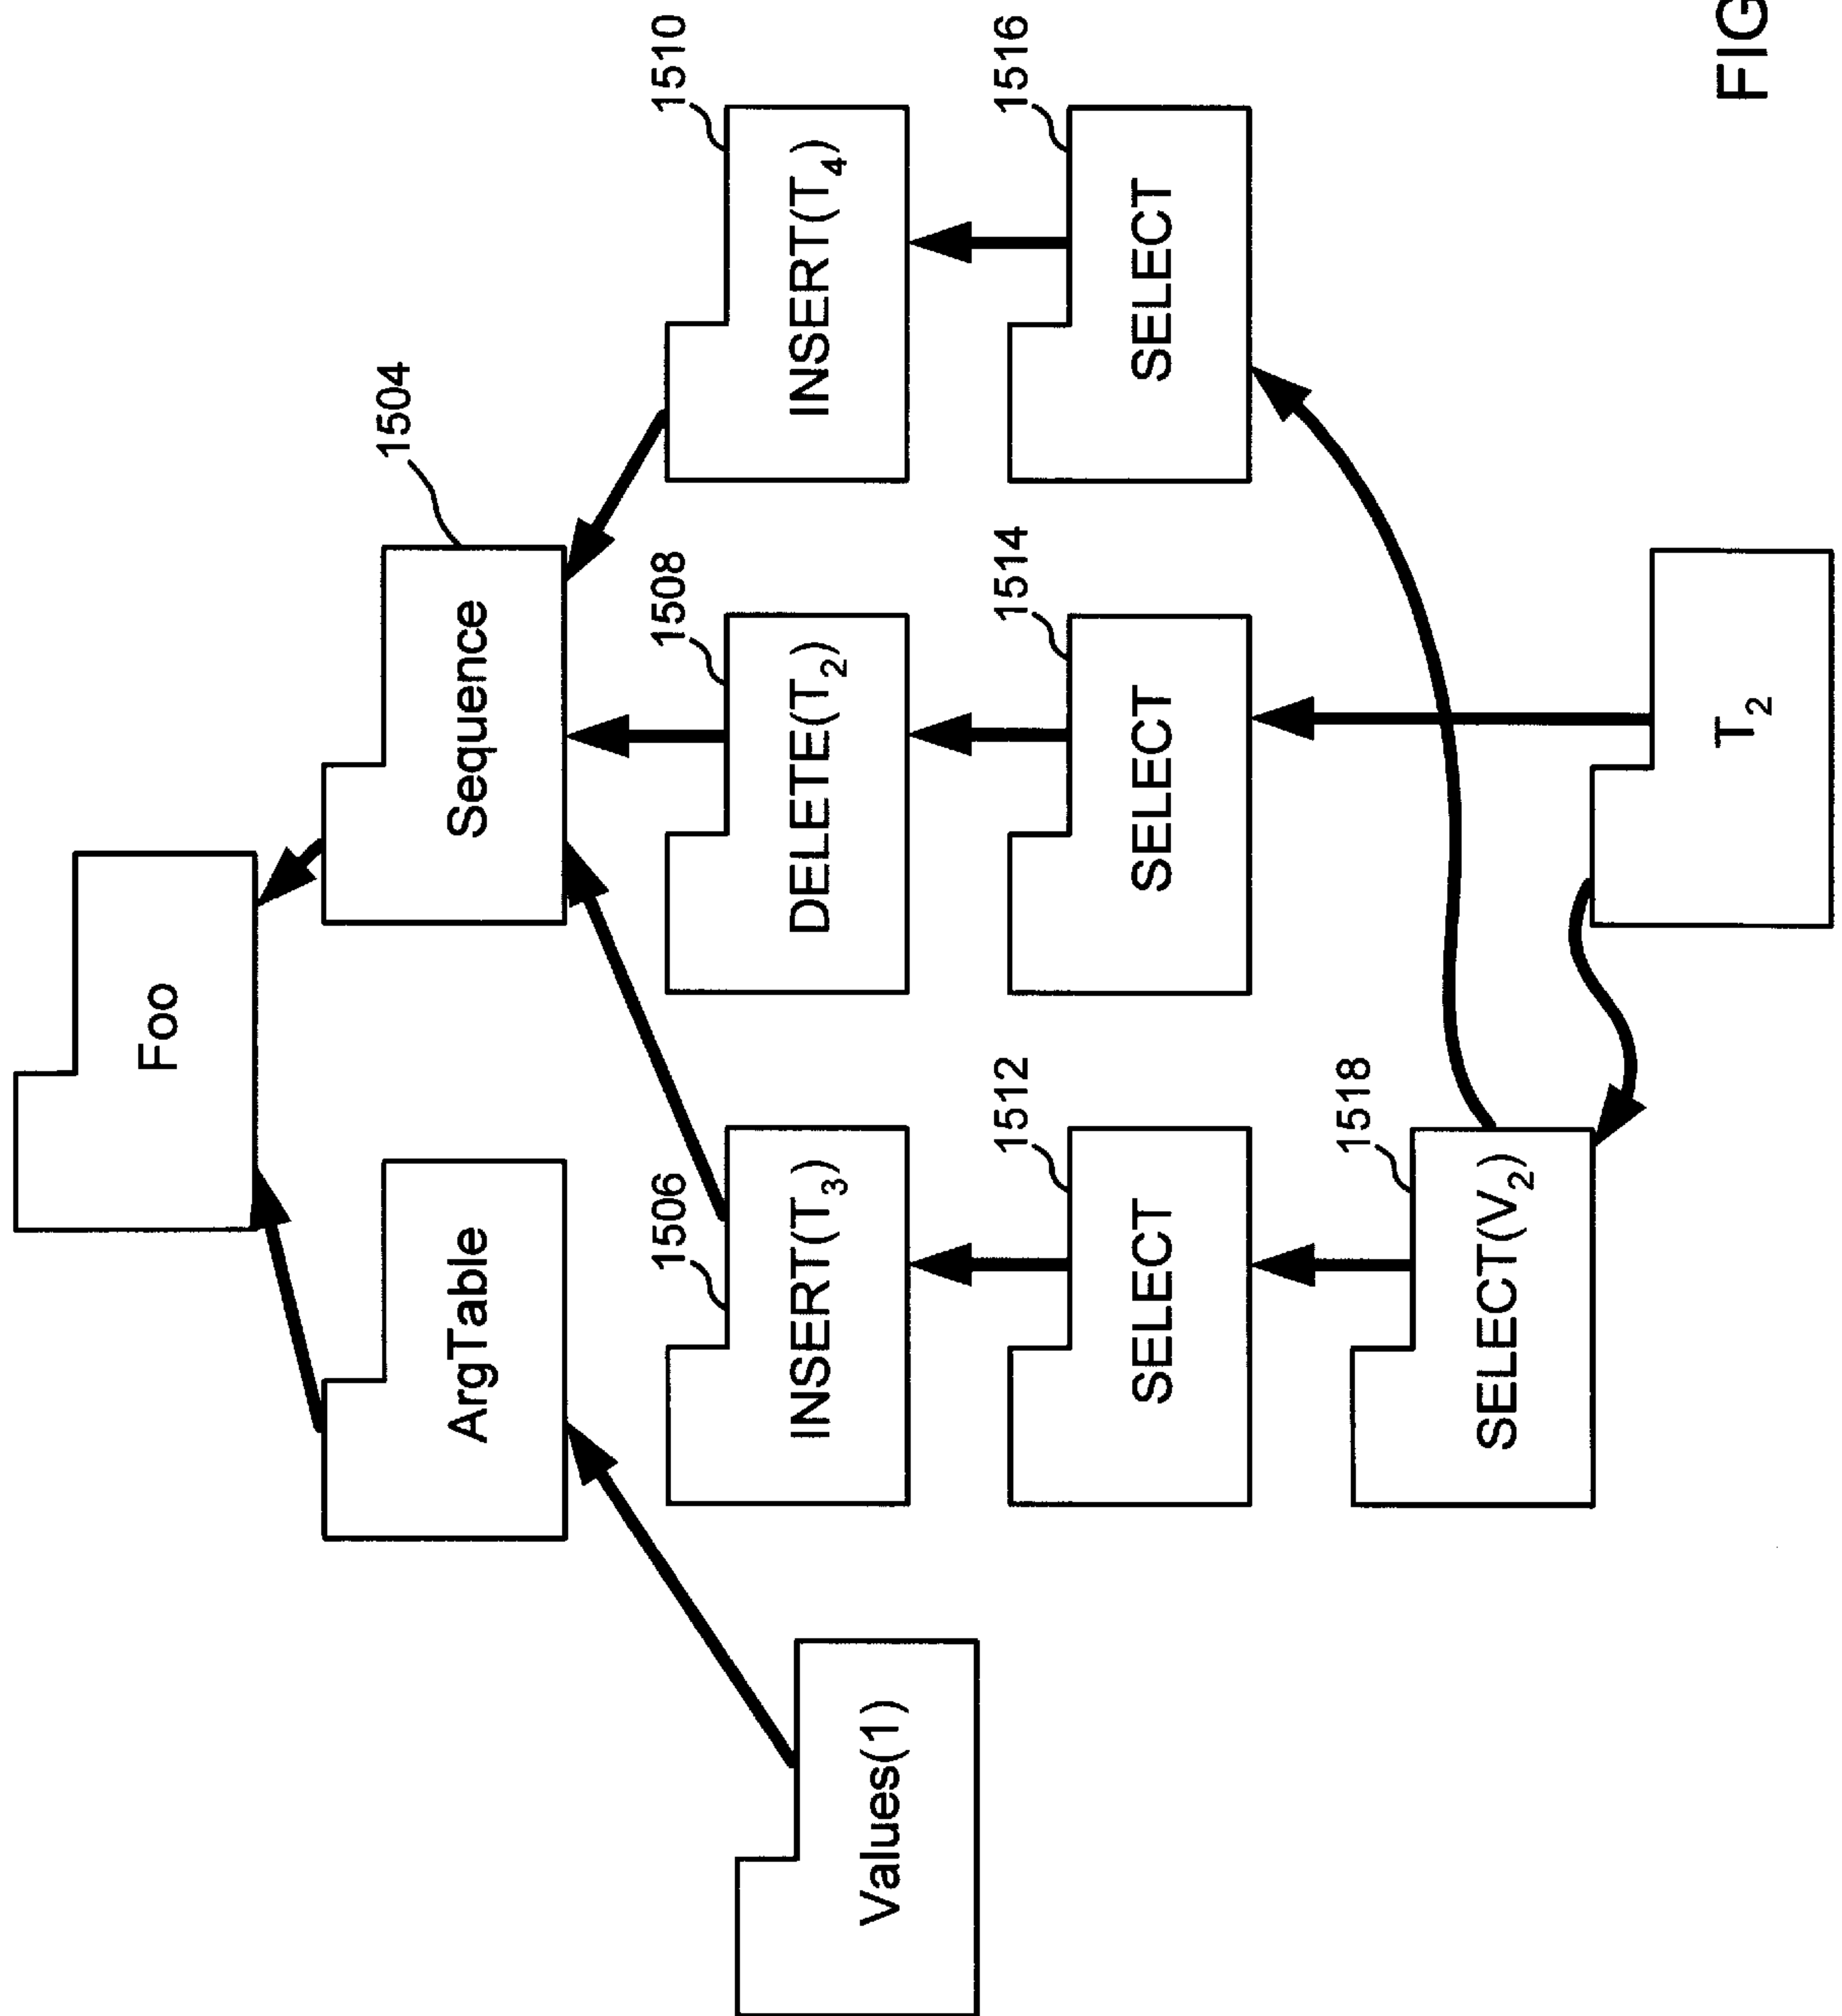 Foo
ArgTable
Sequence
1504
Values(1)
INSERT(T3)
1506
DELETE(T2)
1508
INSERT(T4)
1510
SELECT
1512
SELECT
1514
SELECT
1516
SELECT(V2)
1518
T2
FIG